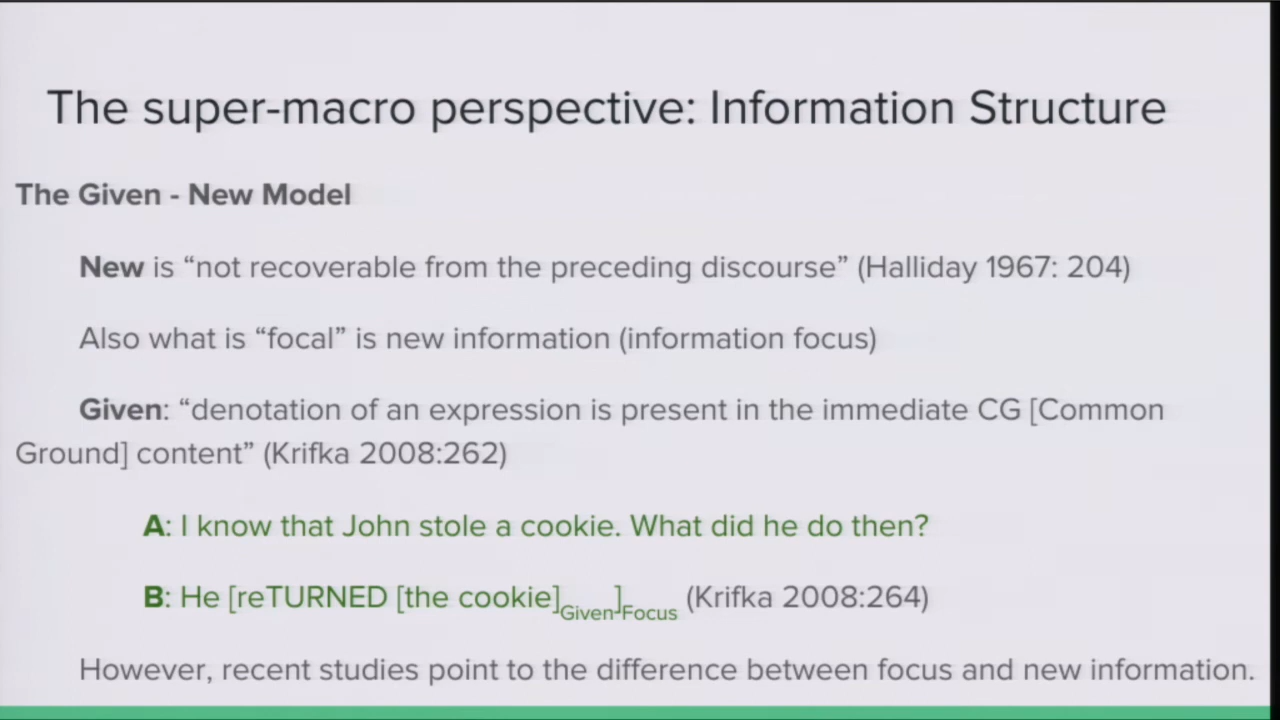 The super-macro perspective: Information Structure
The Given - New Model
New is “not recoverable from the preceding discourse” (Halliday 1967: 204)
Also what is “focal” is new information (information focus)
Given: “denotation of an expression is present in the immediate CG [Common
Ground] content” (Krifka 2008:262)
A: I know that John stole a cookie. What did he do then?
B: He [reTURNED [the cookie]Given]Focus (Krifka 2008:264)
However, recent studies point to the difference between focus and new information.